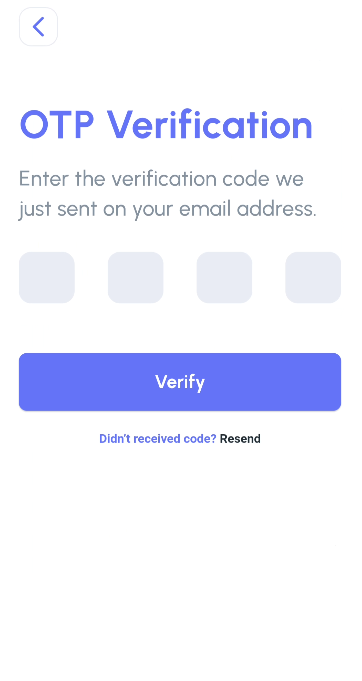 OTP Verification
Enter the verification code we
just sent on your email address.
Verify
Didn't received code? Resend